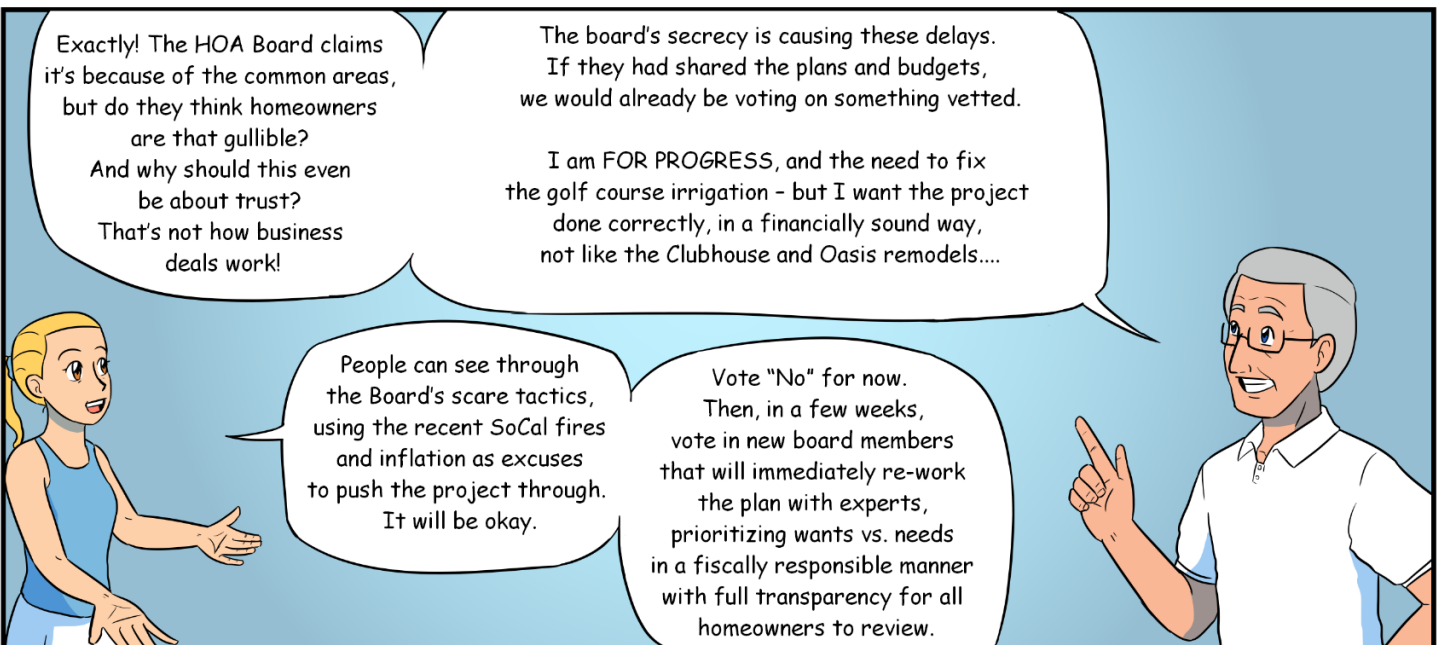 Exactly! The HOA Board claims
it's because of the common areas,
but do they think homeowners
are that gullible?
And why should this even
be about trust?
That's not how business
deals work!
The board's secrecy is causing these delays.
If they had shared the plans and budgets,
we would already be voting on something vetted.
I am FOR PROGRESS, and the need to fix
the golf course irrigation – but I want the project
done correctly, in a financially sound way,
not like the Clubhouse and Oasis remodels....
People can see through
the Board's scare tactics,
using the recent SoCal fires
and inflation as excuses
to push the project through.
It will be okay.
Vote “No” for now.
Then, in a few weeks,
vote in new board members
that will immediately re-work
the plan with experts,
prioritizing wants vs. needs
in a fiscally responsible manner
with full transparency for all
homeowners to review.